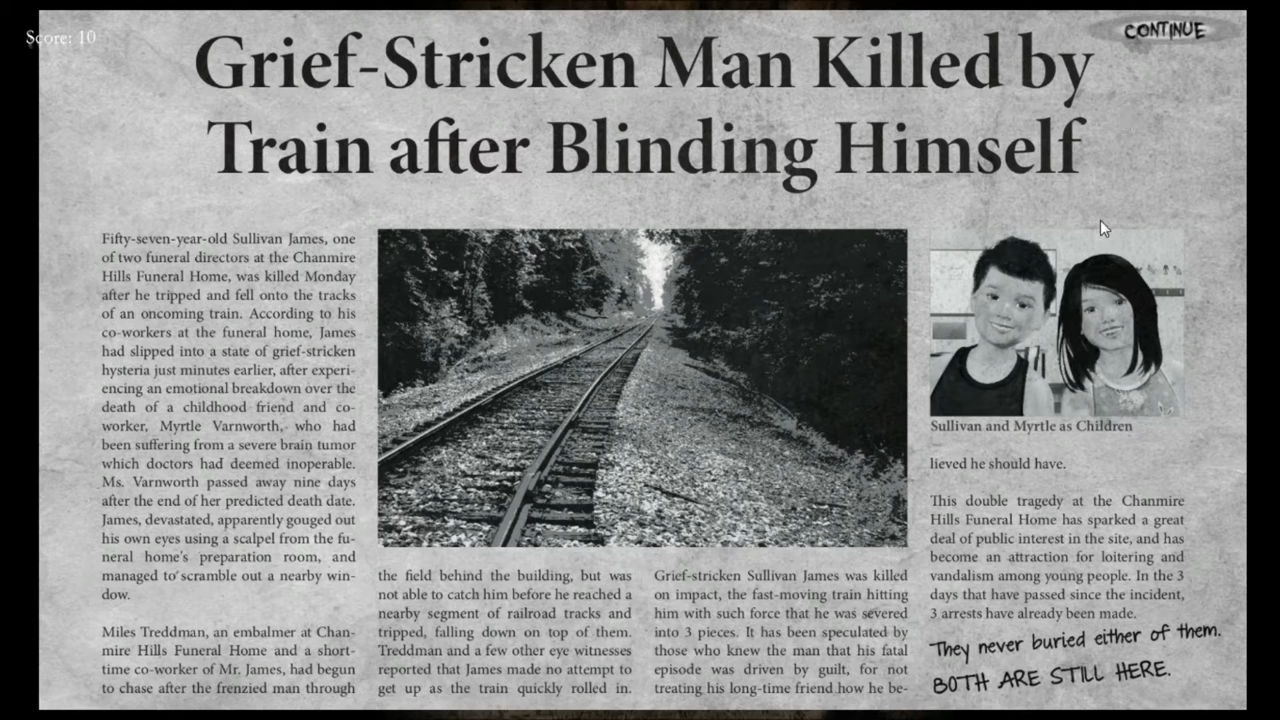 Score: 10
CONTINUE
Grief-Stricken Man Killed by
Train after Blinding Himself
Fifty-seven-year-old Sullivan James, one
of two funeral directors at the Chanmire
Hills Funeral Home, was killed Monday
after he tripped and fell onto the tracks
of an oncoming train. According to his
co-workers at the funeral home, James
had slipped into a state of grief-stricken
hysteria just minutes earlier, after experi-
encing an emotional breakdown over the
death of a childhood friend and co-
worker, Myrtle Varnworth, who had
been suffering from a severe brain tumor
which doctors had deemed inoperable.
Ms. Varnworth passed away nine days
after the end of her predicted death date.
James, devastated, apparently gouged out
his own eyes using a scalpel from the fu-
neral home's preparation room, and
managed to scramble out a nearby win-
dow.
Miles Treddman, an embalmer at Chan-
mire Hills Funeral Home and a short-
time co-worker of Mr. James, had begun
to chase after the frenzied man through
the field behind the building, but was
not able to catch him before he reached a
nearby segment of railroad tracks and
tripped, falling down on top of them.
Treddman and a few other eye witnesses
reported that James made no attempt to
get up as the train quickly rolled in.
Grief-stricken Sullivan James was killed
on impact, the fast-moving train hitting
him with such force that he was severed
into 3 pieces. It has been speculated by
those who knew the man that his fatal
episode was driven by guilt, for not
treating his long-time friend how he be-
Sullivan and Myrtle as Children
lieved he should have.
This double tragedy at the Chanmire
Hills Funeral Home has sparked a great
deal of public interest in the site, and has
become an attraction for loitering and
vandalism among young people. In the 3
days that have passed since the incident,
3 arrests have already been made.
They never buried either of them.
BOTH ARE STILL HERE.